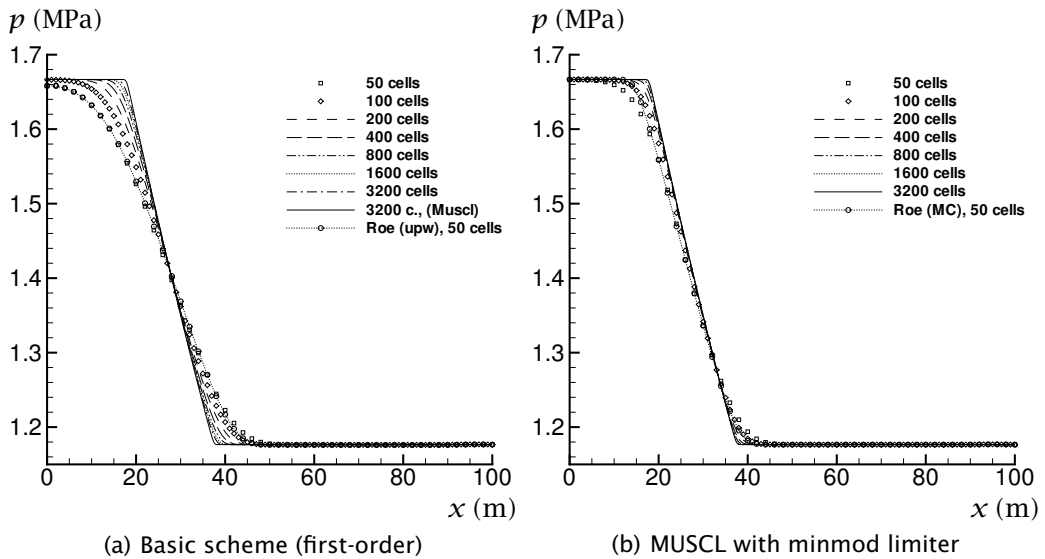 p (MPa)
1.7
1.6
1.5
1.4
1.3
1.2
0 20 40 60 80 100
x (m)
50 cells
100 cells
200 cells
400 cells
800 cells
1600 cells
3200 cells
3200 c., (Muscl)
Roe (upw), 50 cells
(a) Basic scheme (first-order)
p (MPa)
1.7
1.6
1.5
1.4
1.3
1.2
0 20 40 60 80 100
x (m)
50 cells
100 cells
200 cells
400 cells
800 cells
1600 cells
3200 cells
Roe (MC), 50 cells
(b) MUSCL with minmod limiter